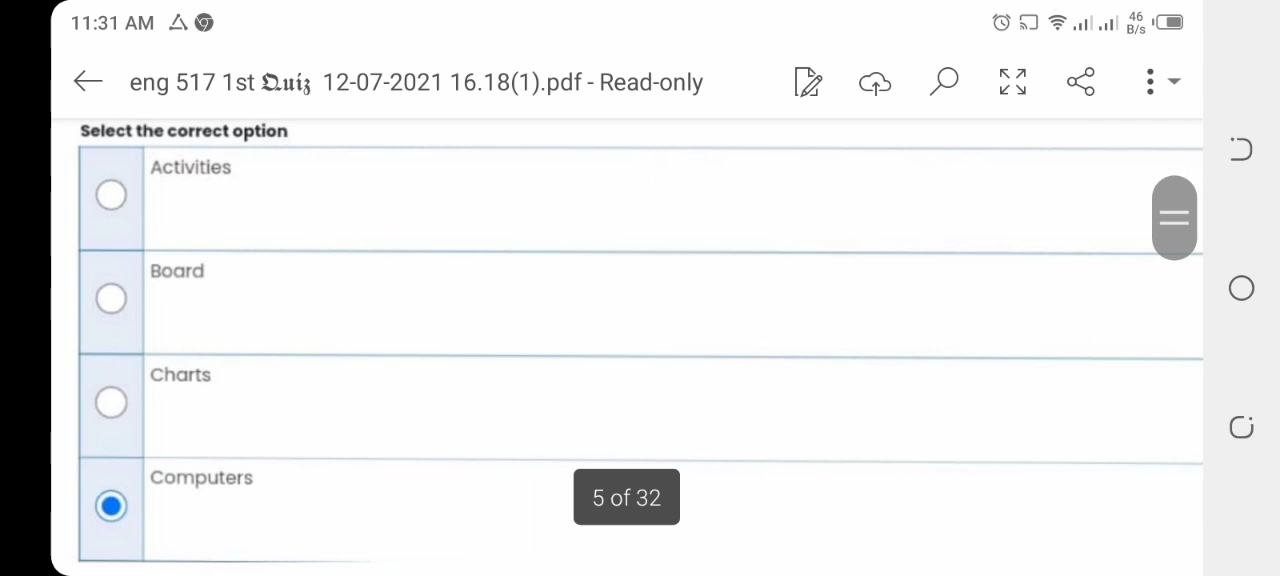 11:31 AM
46
B/s
eng 517 1st 𝕼𝖚𝖎𝖟 12-07-2021 16.18(1).pdf - Read-only
Select the correct option
Activities
Board
Charts
Computers
5 of 32